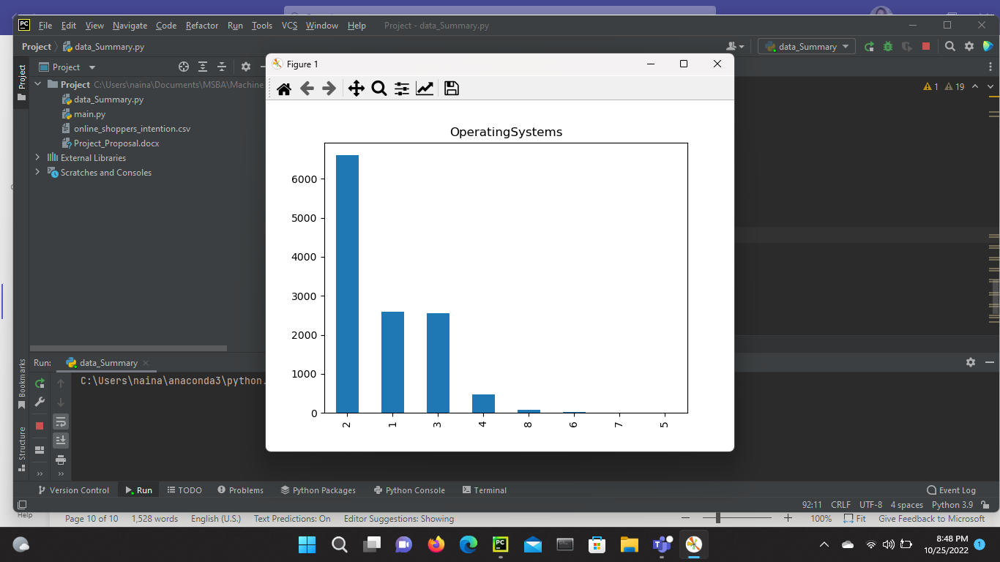 File Edit View Navigate Code Refactor Run Tools VCS Window Help Project - data_Summary.py
Project data_Summary.py
data_Summary
Project
Project
Figure 1
Project C:\Users\naina\Documents\MSBA\Machine
data_Summary.py
main.py
online_shoppers_intention.csv
Project_Proposal.docx
External Libraries
Scratches and Consoles
1 19
OperatingSystems
6000
5000
4000
3000
2000
1000
0
2 1 3 4 8 6 7 5
Run: data_Summary
C:\Users\naina\anaconda3\python.
Bookmarks
Structure
Version Control Run TODO Problems Python Packages Python Console Terminal Event Log
92:11 CRLF UTF-8 4 spaces Python 3.9
Help
Page 10 of 10 1,528 words English (U.S.) Text Predictions: On Editor Suggestions: Showing 100% Fit Give Feedback to Microsoft
8:48 PM
10/25/2022
1